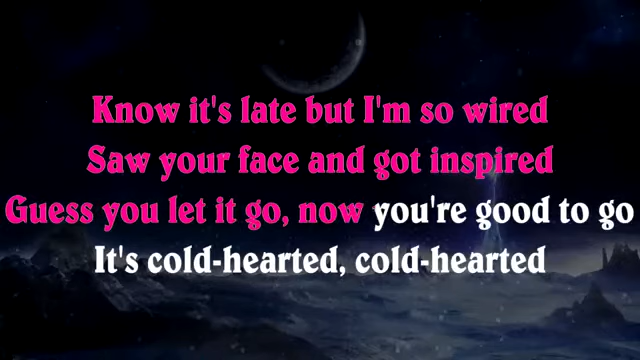 Know it's late but I'm so wired
Saw your face and got inspired
Guess you let it go, now you're good to go
It's cold-hearted, cold-hearted